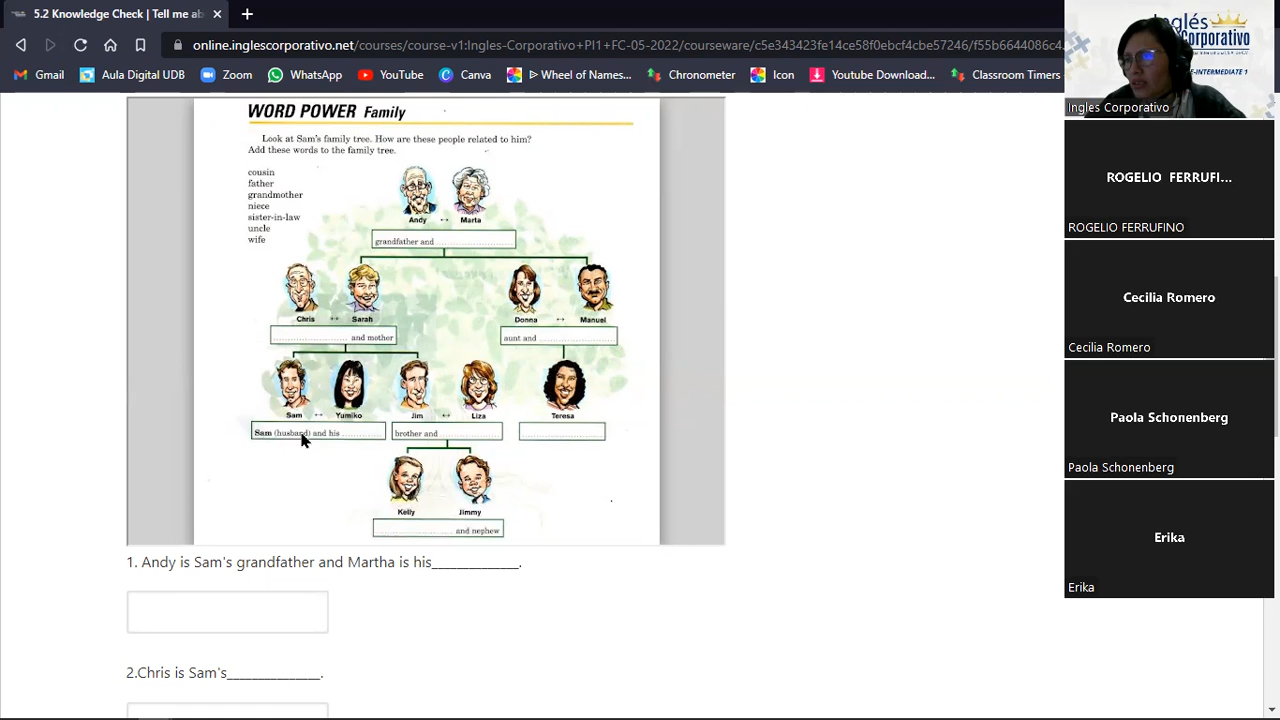 5.2 Knowledge Check | Tell me ab
online.inglescorporativo.net/courses/course-v1:Ingles-Corporativo+PI1+FC-05-2022/courseware/c5e343423fe14ce58f0ebcf4cbe57246/f55b6644086c4
Gmail
Aula Digital UDB
Zoom
WhatsApp
YouTube
Canva
Wheel of Names...
Chronometer
Icon
Youtube Download...
Classroom Timers
WORD POWER Family
Look at Sam's family tree. How are these people related to him?
Add these words to the family tree.
cousin
father
grandmother
niece
sister-in-law
uncle
wife
Andy ↔ Marta
grandfather and ....................
Chris ↔ Sarah
.................... and mother
Donna ↔ Manuel
aunt and ....................
Sam ↔ Yumiko
Sam (husband) and his ............
Jim ↔ Liza
brother and ................
Teresa
....................
Kelly
Jimmy
.................... and nephew
1. Andy is Sam's grandfather and Martha is his______________.
2.Chris is Sam's_______________.
Inglés
Corporativo
E-INTERMEDIATE 1
Ingles Corporativo
ROGELIO FERRUFI...
ROGELIO FERRUFINO
Cecilia Romero
Cecilia Romero
Paola Schonenberg
Paola Schonenberg
Erika
Erika